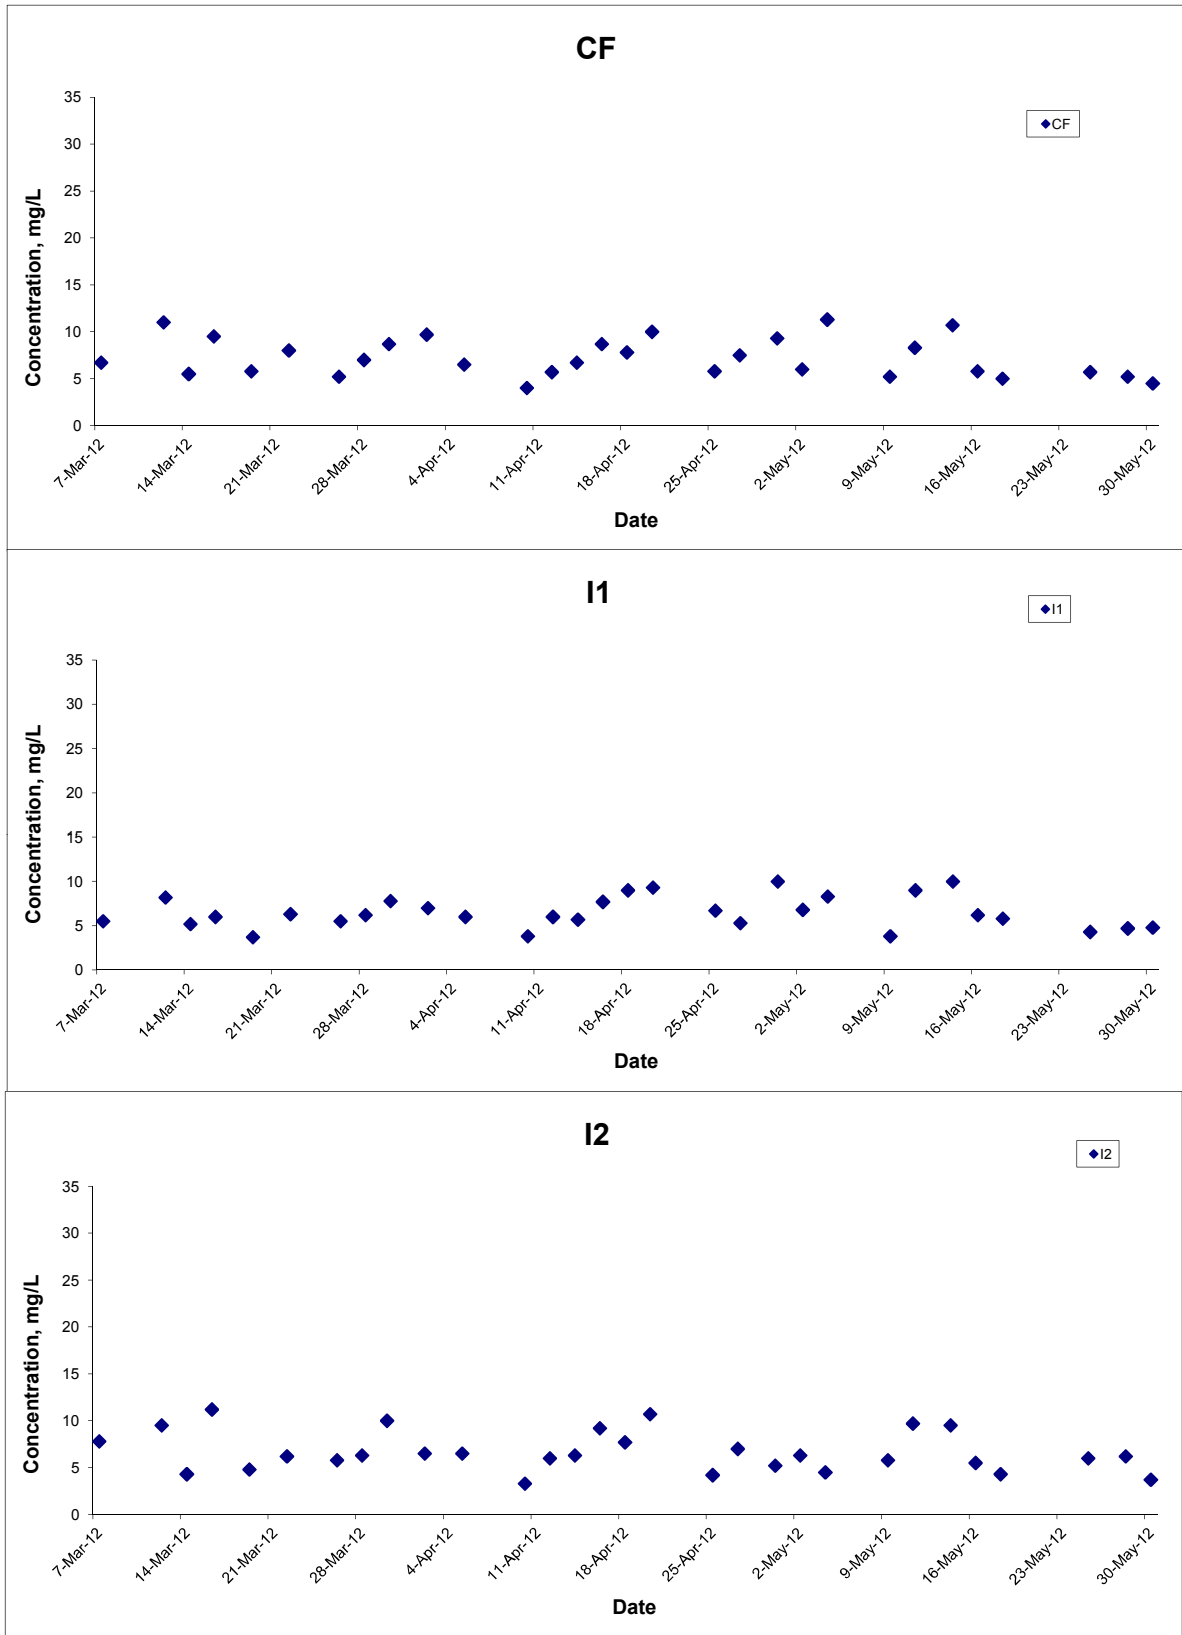 CF
35
30
25
20
15
10
5
0
CF
Concentration, mg/L
7-Mar-12
14-Mar-12
21-Mar-12
28-Mar-12
4-Apr-12
11-Apr-12
18-Apr-12
25-Apr-12
2-May-12
9-May-12
16-May-12
23-May-12
30-May-12
Date
I1
I1
35
30
25
20
15
10
5
0
Concentration, mg/L
7-Mar-12
14-Mar-12
21-Mar-12
28-Mar-12
4-Apr-12
11-Apr-12
18-Apr-12
25-Apr-12
2-May-12
9-May-12
16-May-12
23-May-12
30-May-12
Date
I2
I2
35
30
25
20
15
10
5
0
Concentration, mg/L
7-Mar-12
14-Mar-12
21-Mar-12
28-Mar-12
4-Apr-12
11-Apr-12
18-Apr-12
25-Apr-12
2-May-12
9-May-12
16-May-12
23-May-12
30-May-12
Date